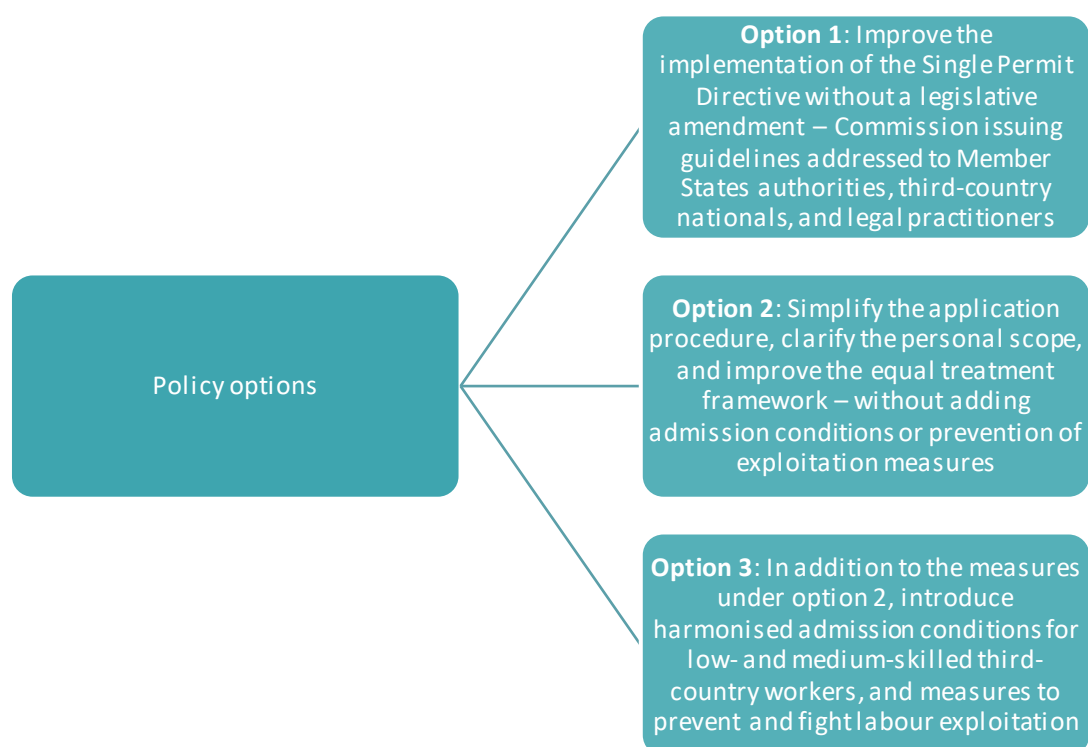 Policy options
Option 1: Improve the
implementation of the Single Permit
Directive without a legislative
amendment – Commission issuing
guidelines addressed to Member
States authorities, third-country
nationals, and legal practitioners
Option 2: Simplify the application
procedure, clarify the personal scope,
and improve the equal treatment
framework – without adding
admission conditions or prevention of
exploitation measures
Option 3: In addition to the measures
under option 2, introduce
harmonised admission conditions for
low- and medium-skilled third-
country workers, and measures to
prevent and fight labour exploitation